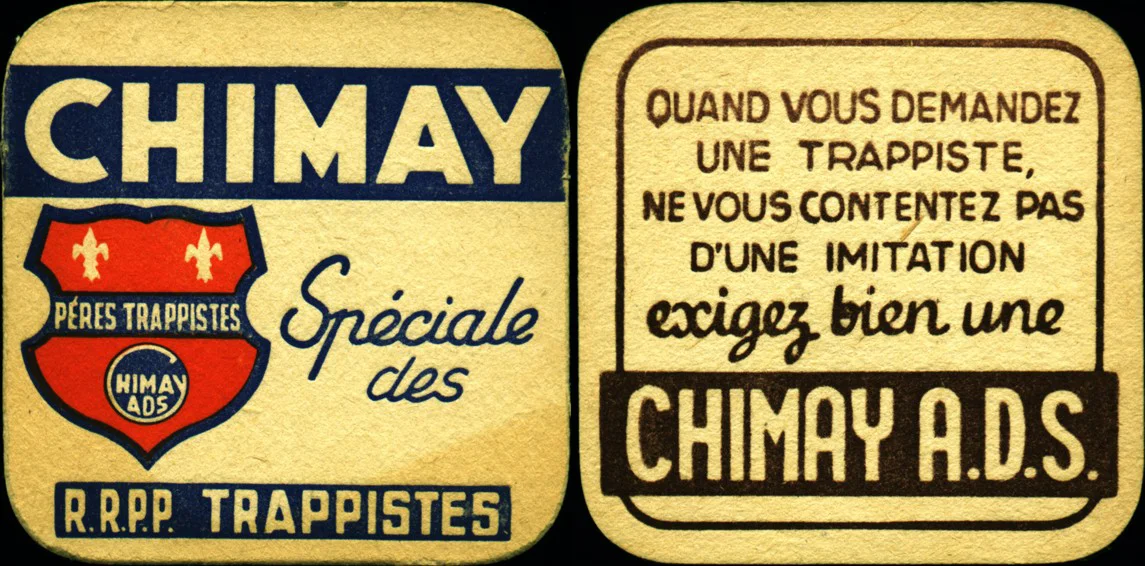 CHIMAY
PÉRES TRAPPISTES
CHIMAY
ADS
Spéciale
des
R.R.P.P. TRAPPISTES
QUAND VOUS DEMANDEZ
UNE TRAPPISTE,
NE VOUS CONTENTEZ PAS
D'UNE IMITATION
exigez bien une
CHIMAY A.D.S.